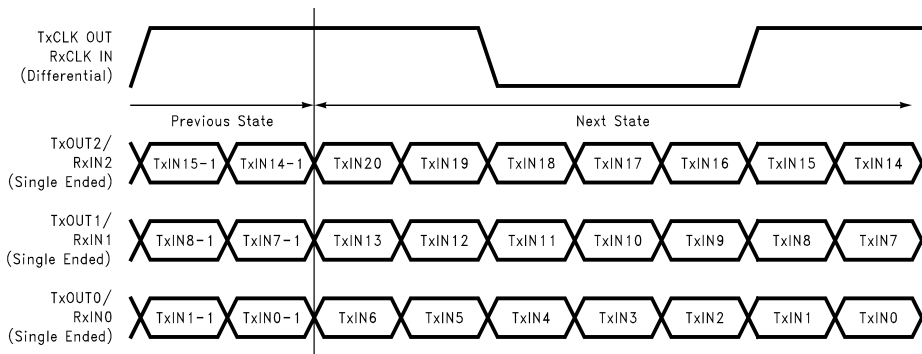 TxCLK OUT
RxCLK IN
(Differential)
Previous State
Next State
TxOUT2/
RxIN2
(Single Ended)
TxIN15-1 TxIN14-1 TxIN20 TxIN19 TxIN18 TxIN17 TxIN16 TxIN15 TxIN14
TxOUT1/
RxIN1
(Single Ended)
TxIN8-1 TxIN7-1 TxIN13 TxIN12 TxIN11 TxIN10 TxIN9 TxIN8 TxIN7
TxOUT0/
RxIN0
(Single Ended)
TxIN1-1 TxIN0-1 TxIN6 TxIN5 TxIN4 TxIN3 TxIN2 TxIN1 TxIN0